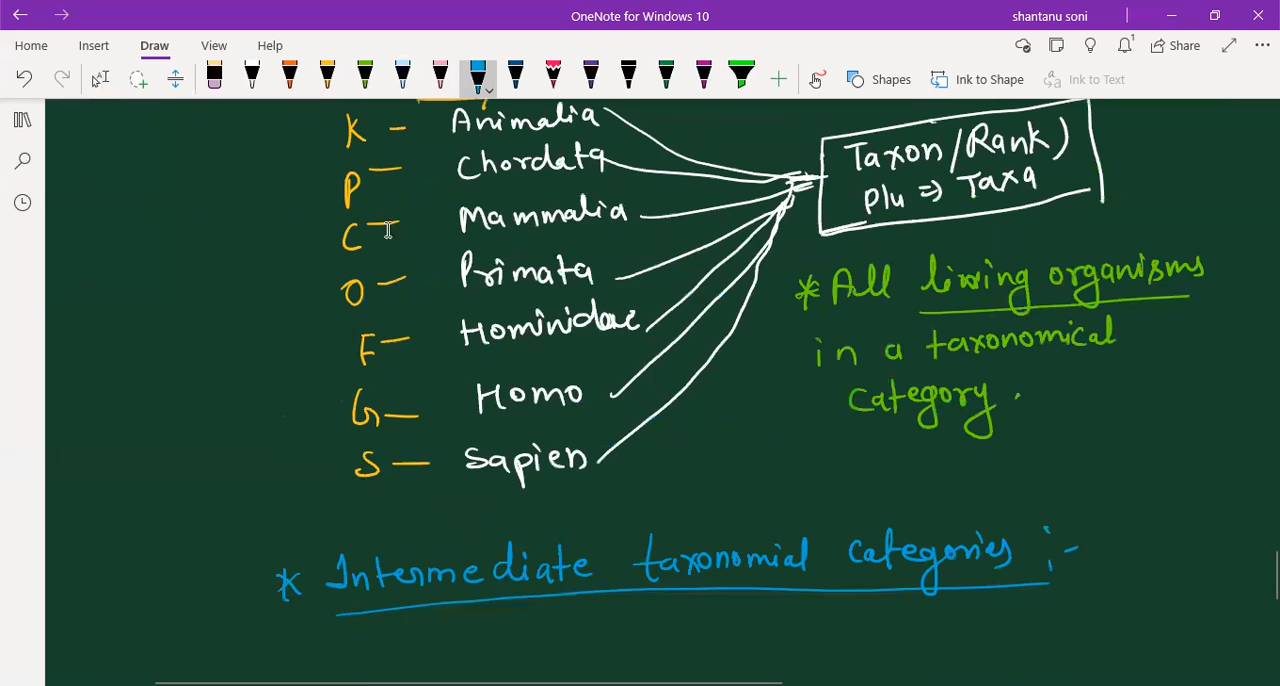 OneNote for Windows 10
shantanu soni
Home Insert Draw View Help
Share
Shapes Ink to Shape Ink to Text
K - Animalia
P - Chordata
C - Mammalia
O - Primata
F - Hominidae
G - Homo
S - Sapien
Taxon/Rank)
Plu => Taxa
* All living organisms
in a taxonomical
category.
* Intermediate taxonomial categories :-